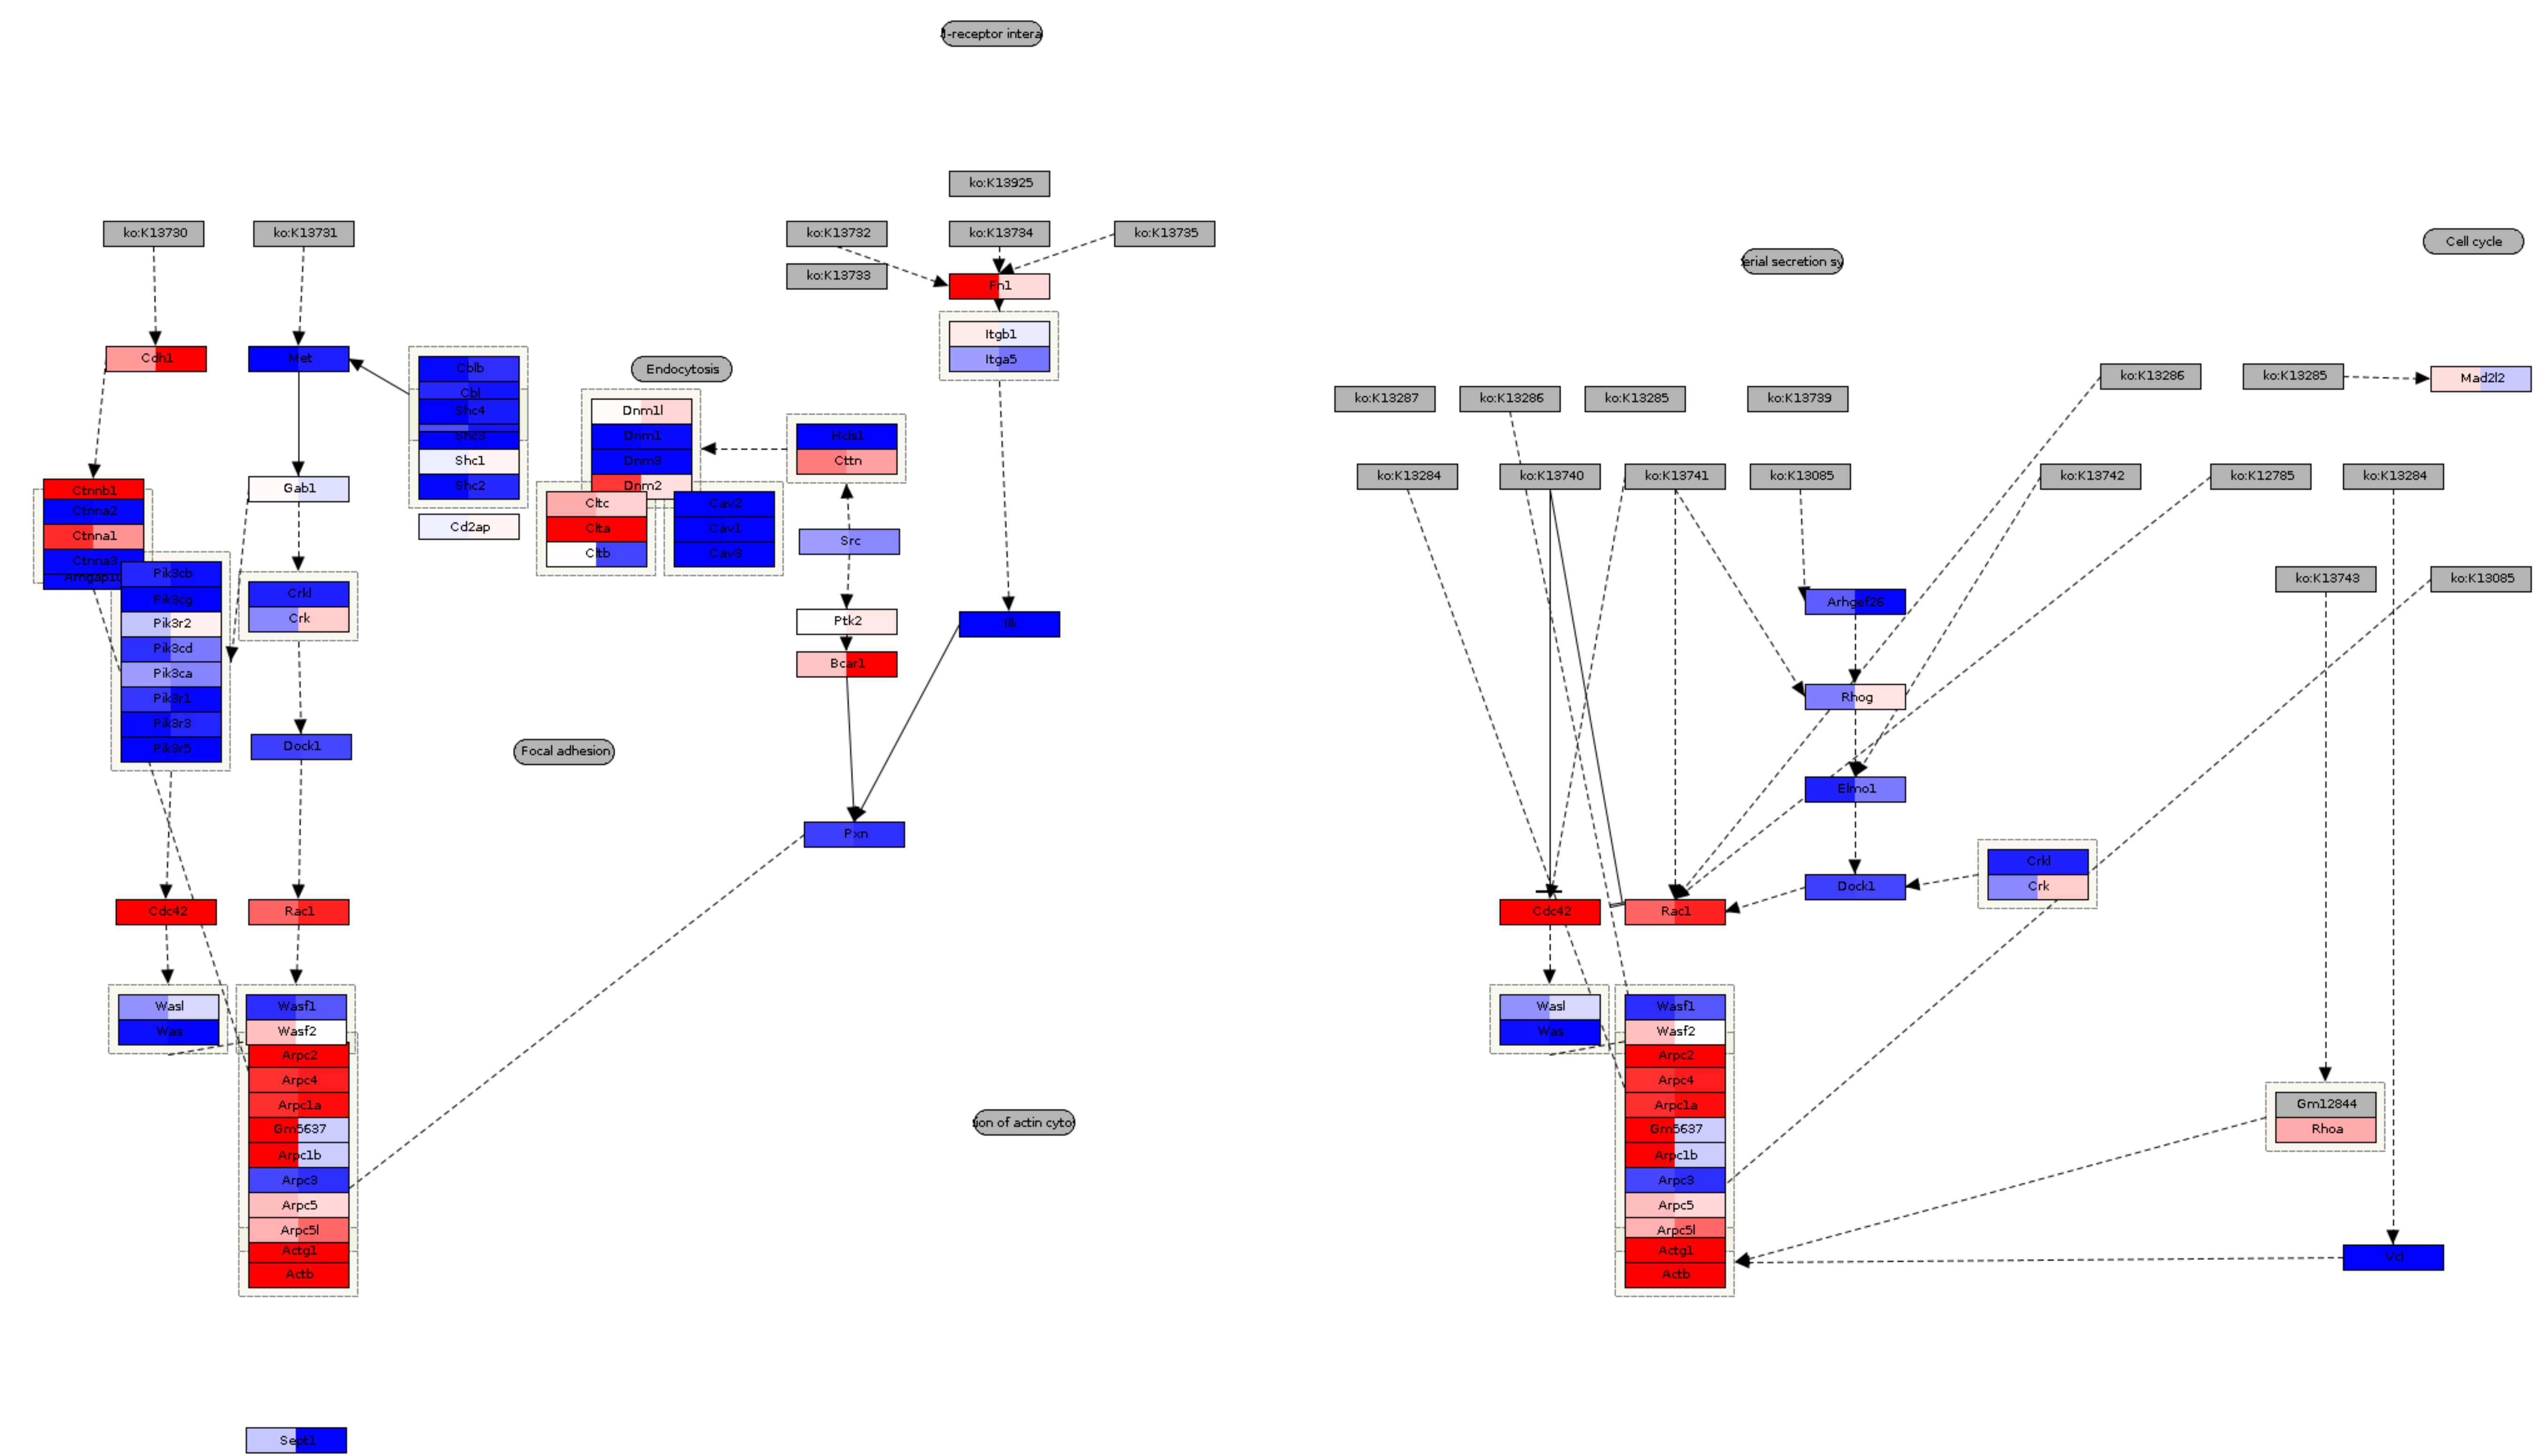 -receptor intera
ko:K13925
ko:K13730
ko:K13731
ko:K13732
ko:K13734
ko:K13735
ko:K13733
Fn1
Itgb1
Itga5
Cdh1
Met
Cblb
Cbl
Shc4
Shc3
Shc1
Shc2
Cd2ap
Endocytosis
Dnm1l
Dnm1
Dnm3
Dnm2
Cltc
Clta
Cltb
Cav2
Cav1
Cav3
Hcls1
Cttn
Src
Ptk2
Bcar1
Ilk
Ctnnb1
Ctnna2
Ctnna1
Ctnna3
Arhgap10
Gab1
Pik3cb
Pik3cg
Pik3r2
Pik3cd
Pik3ca
Pik3r1
Pik3r3
Pik3r5
Crkl
Crk
Dock1
Focal adhesion
Pxn
Cdc42
Rac1
Wasl
Was
Wasf1
Wasf2
Arpc2
Arpc4
Arpc1a
Gm5637
Arpc1b
Arpc3
Arpc5
Arpc5l
Actg1
Actb
ion of actin cyto
Sept1
erial secretion sy
Cell cycle
ko:K13287
ko:K13286
ko:K13285
ko:K13739
ko:K13286
ko:K13285
Mad2l2
ko:K13284
ko:K13740
ko:K13741
ko:K13085
ko:K13742
ko:K12785
ko:K13284
ko:K13743
ko:K13085
Arhgef26
Rhog
Elmo1
Dock1
Crkl
Crk
Cdc42
Rac1
Wasl
Was
Wasf1
Wasf2
Arpc2
Arpc4
Arpc1a
Gm5637
Arpc1b
Arpc3
Arpc5
Arpc5l
Actg1
Actb
Gm12844
Rhoa
Vcl